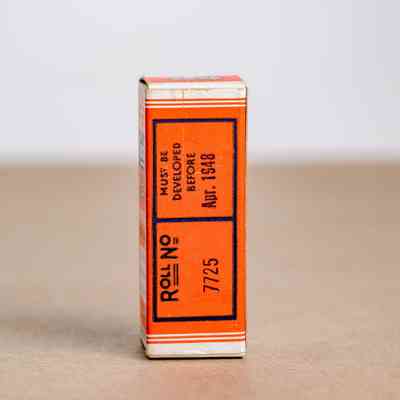 MUST BE
DEVELOPED
BEFORE
Apr. 1948
ROLL No
7725